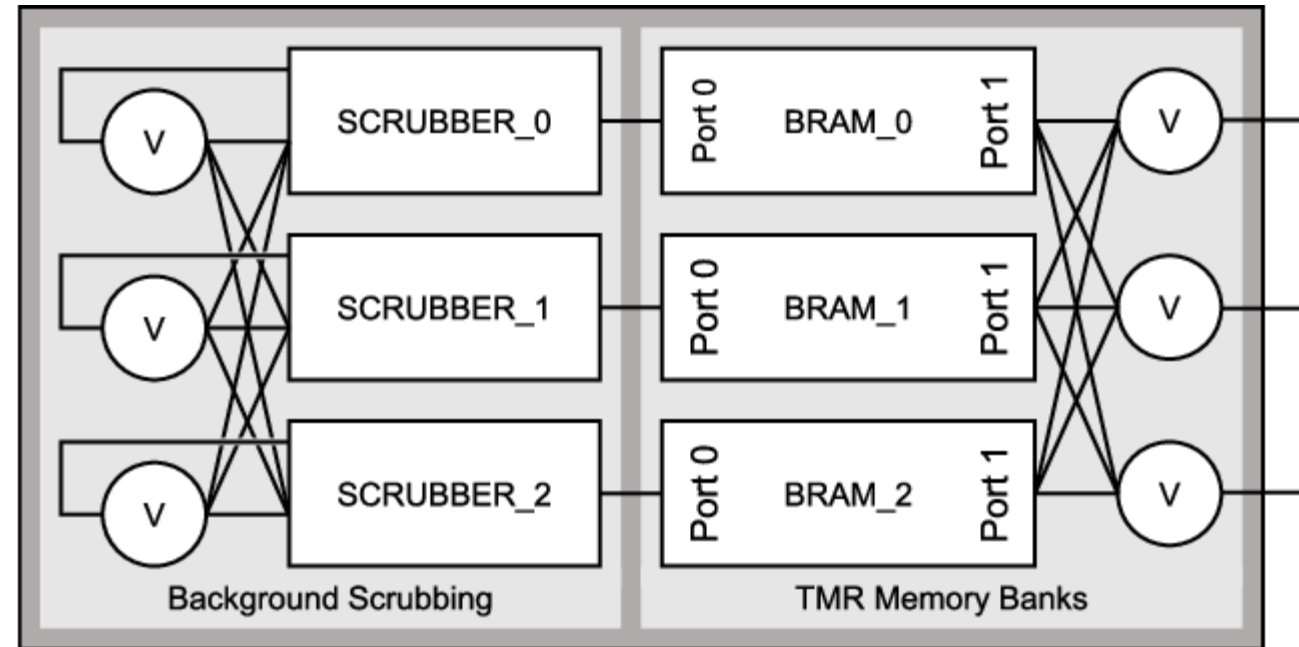 V
SCRUBBER_0
Port 0
BRAM_0
Port 1
V
V
SCRUBBER_1
Port 0
BRAM_1
Port 1
V
V
SCRUBBER_2
Port 0
BRAM_2
Port 1
V
Background Scrubbing
TMR Memory Banks